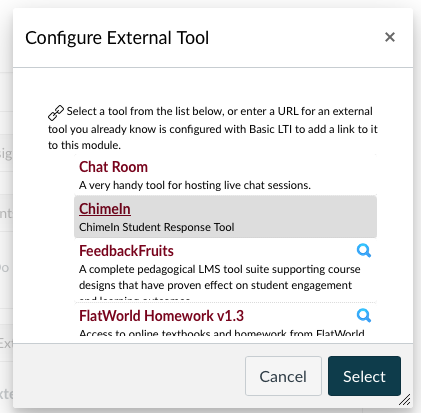 Configure External Tool
×
Select a tool from the list below, or enter a URL for an external
tool you already know is configured with Basic LTI to add a link to it
to this module.
Chat Room
A very handy tool for hosting live chat sessions.
ChimeIn
ChimeIn Student Response Tool
FeedbackFruits
A complete pedagogical LMS tool suite supporting course
designs that have proven effect on student engagement
and learning outcomes.
FlatWorld Homework v1.3
Access to online textbooks and homework from FlatWorld
Cancel
Select